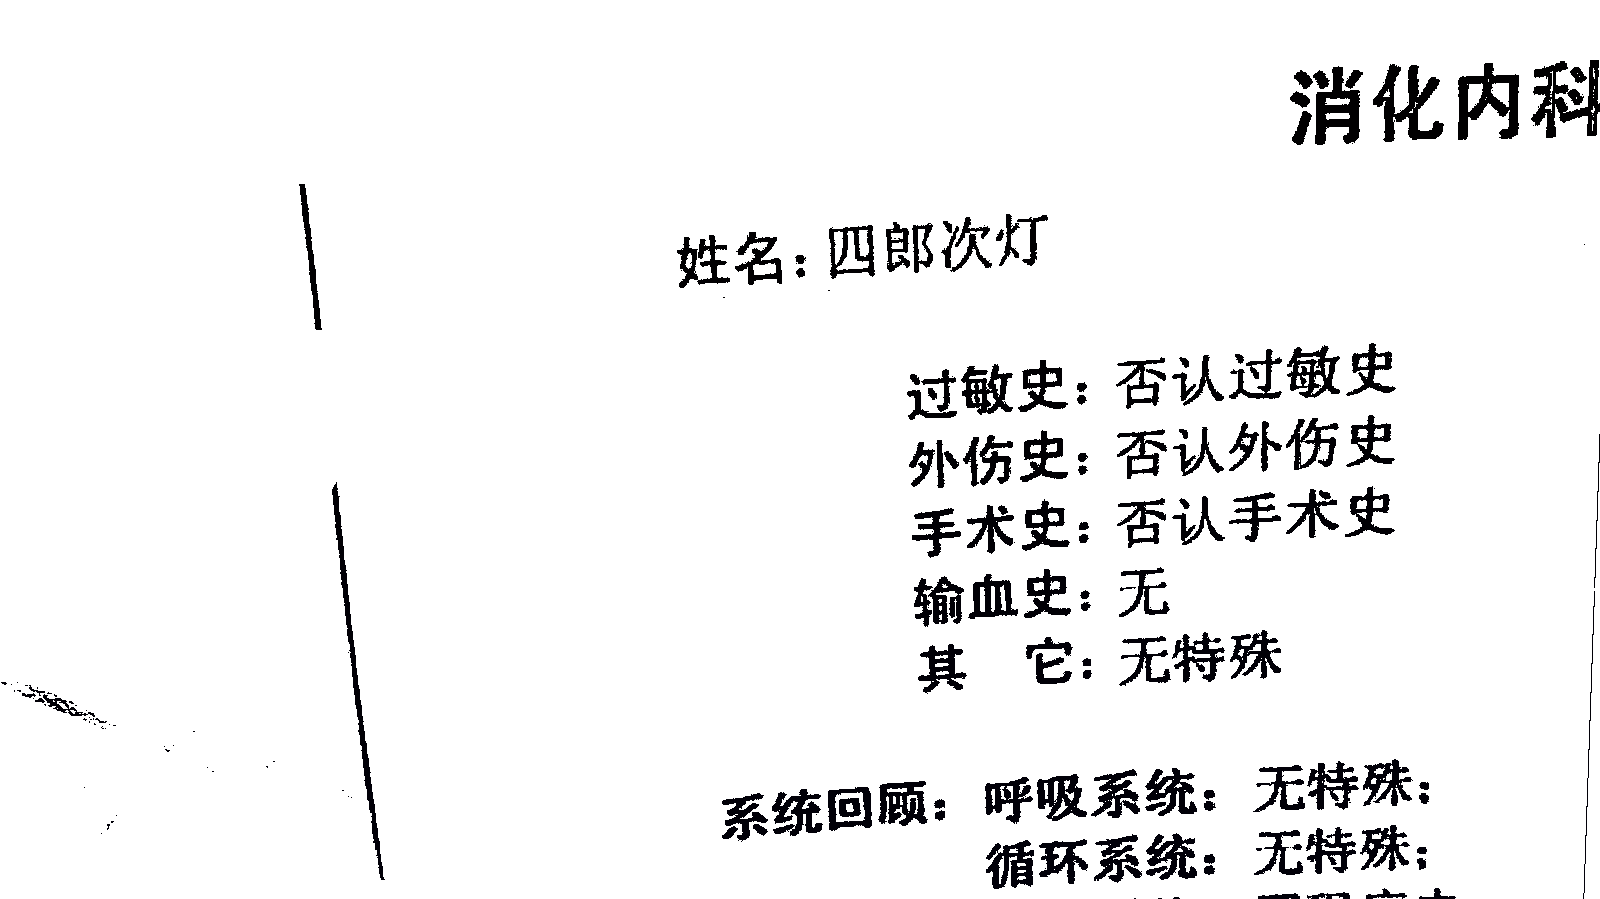 消化内科
姓名：四郎次灯
过敏史：否认过敏史
外伤史：否认外伤史
手术史：否认手术史
输血史：无
其 它：无特殊
系统回顾：呼吸系统：无特殊；
循环系统：无特殊；